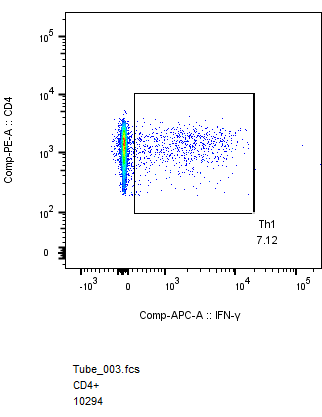 10^5
10^4
10^3
10^2
0
Comp-PE-A :: CD4
Th1
7.12
-10^3 0 10^3 10^4 10^5
Comp-APC-A :: IFN-γ
Tube_003.fcs
CD4+
10294